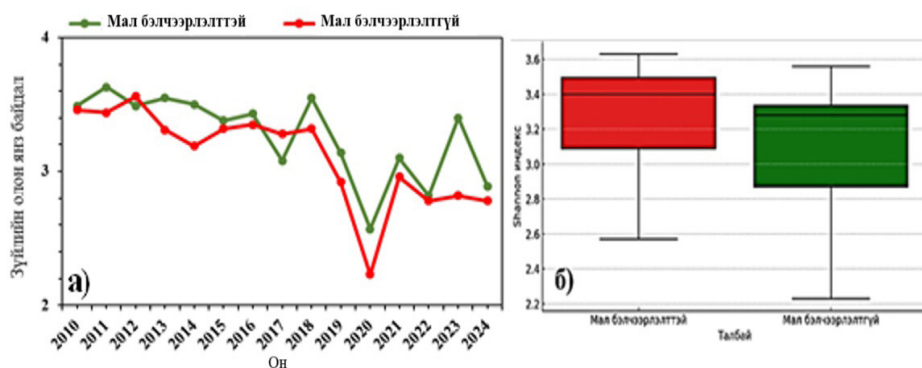 Мал бэлчээрлэлттэй Мал бэлчээрлэлтгүй
4
3
2
Зүйлийн олон янз байдал
а)
2010 2011 2012 2013 2014 2015 2016 2017 2018 2019 2020 2021 2022 2023 2024
Он
3.6
3.4
3.2
3.0
2.8
2.6
2.4
2.2
Shannon индекс
б)
Мал бэлчээрлэлттэй Мал бэлчээрлэлтгүй
Талбай